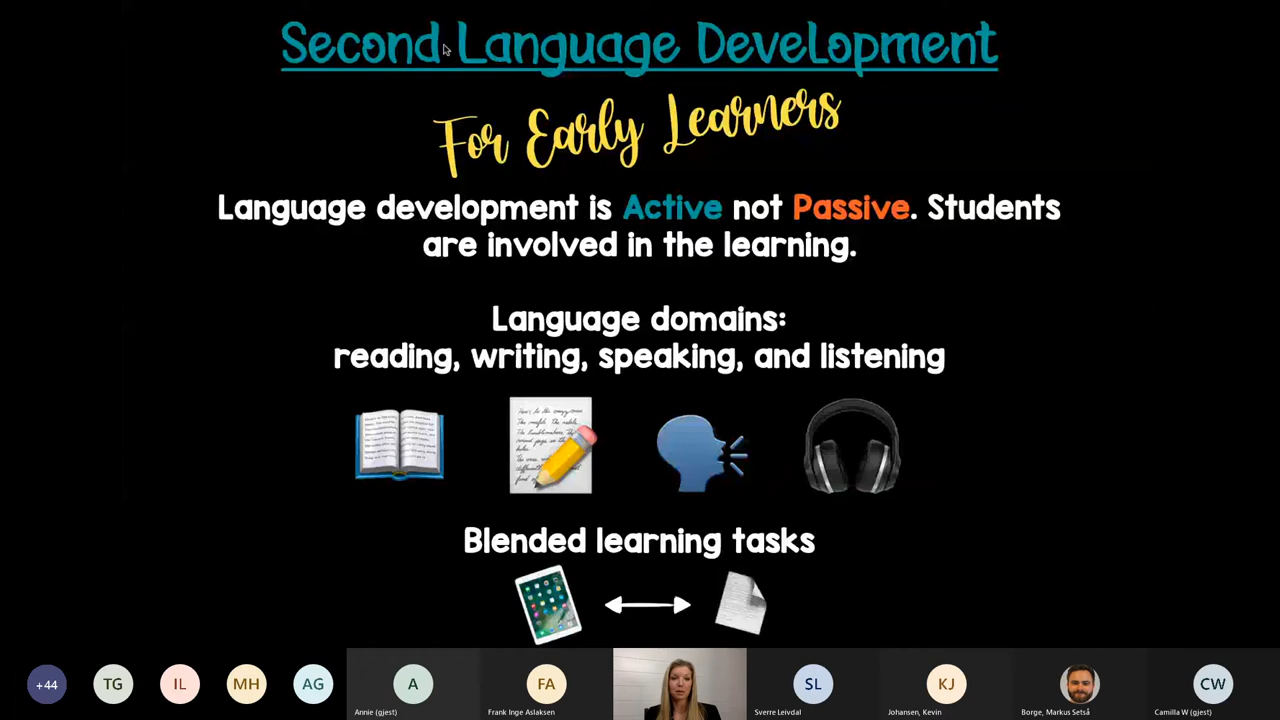 Second Language Development
For Early Learners
Language development is Active not Passive. Students
are involved in the learning.
Language domains:
reading, writing, speaking, and listening
Blended learning tasks
+44
TG
IL
MH
AG
A
Annie (gjest)
FA
Frank Inge Aslaksen
SL
Sverre Leivdal
KJ
Johansen, Kevin
Borge, Markus Setså
CW
Camilla W (gjest)